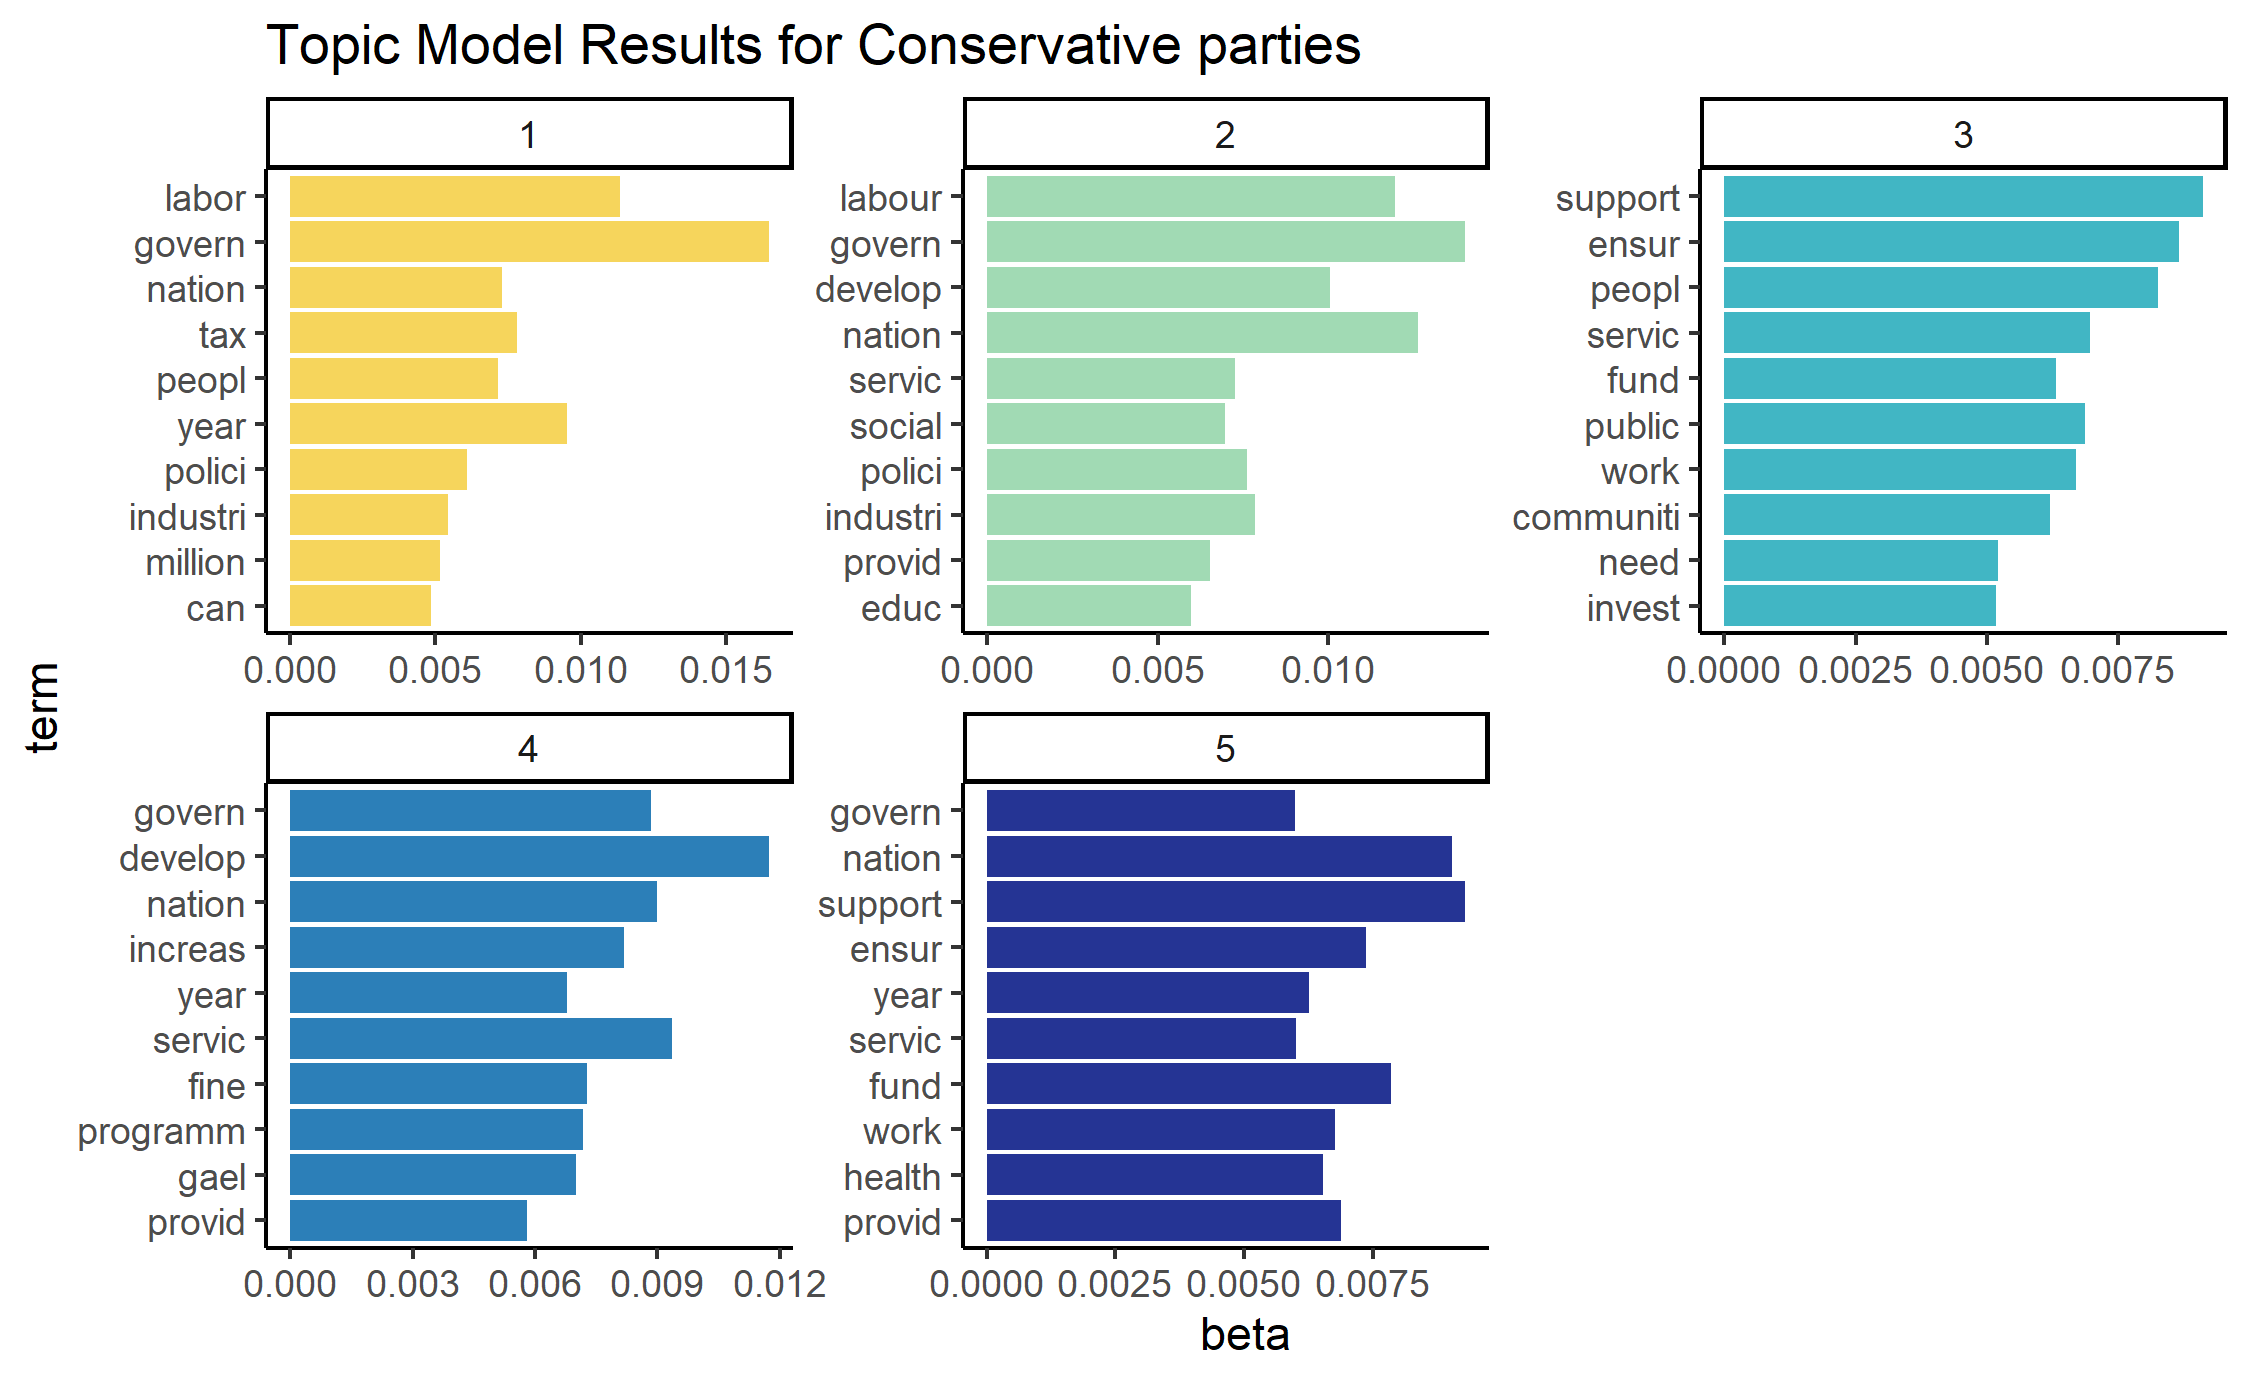 Topic Model Results for Conservative parties
1
labor
govern
nation
tax
peopl
year
polici
industri
million
can
0.000 0.005 0.010 0.015
2
labour
govern
develop
nation
servic
social
polici
industri
provid
educ
0.000 0.005 0.010
3
support
ensur
peopl
servic
fund
public
work
communiti
need
invest
0.0000 0.0025 0.0050 0.0075
term
4
govern
develop
nation
increas
year
servic
fine
programm
gael
provid
0.000 0.003 0.006 0.009 0.012
5
govern
nation
support
ensur
year
servic
fund
work
health
provid
0.0000 0.0025 0.0050 0.0075
beta